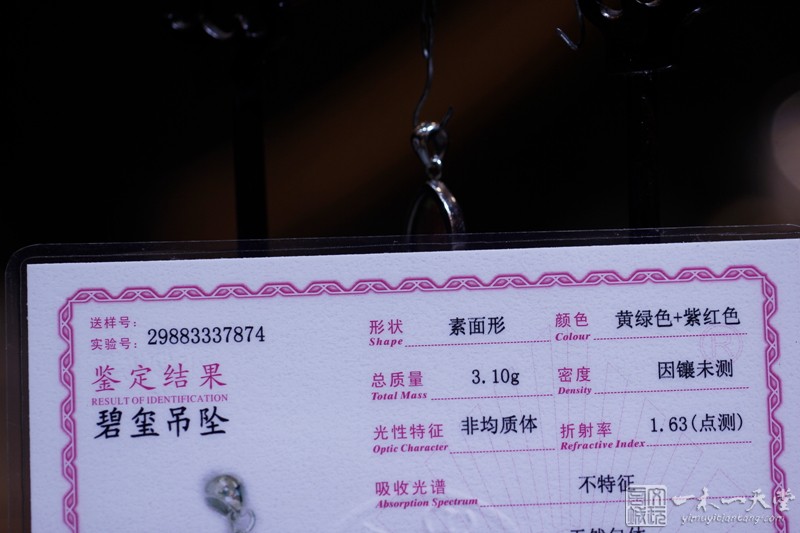 送样号:
实验号: 29883337874
鉴定结果
RESULT OF IDENTIFICATION
碧玺吊坠
形状 素面形 颜色 黄绿色+紫红色
Shape Colour
总质量 3.10g 密度 因镶未测
Total Mass Density
光性特征 非均质体 折射率 1.63(点测)
Optic Character Refractive Index
吸收光谱 不特征
Absorption Spectrum
一木一天堂
yimuyitiantang.com